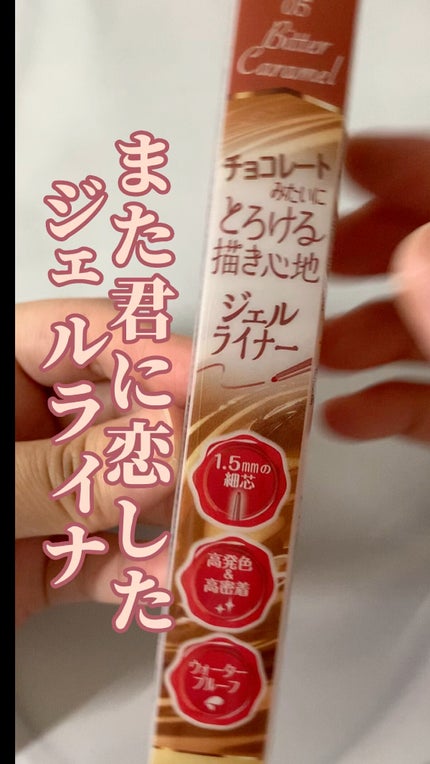 また君に恋した
ジェルライナ
05
Bitter
Caramel
チョコレート
みたいに
とろける
描き心地
ジェル
ライナー
1.5mmの
細芯
高発色
&
高密着
ウォーター
プルーフ